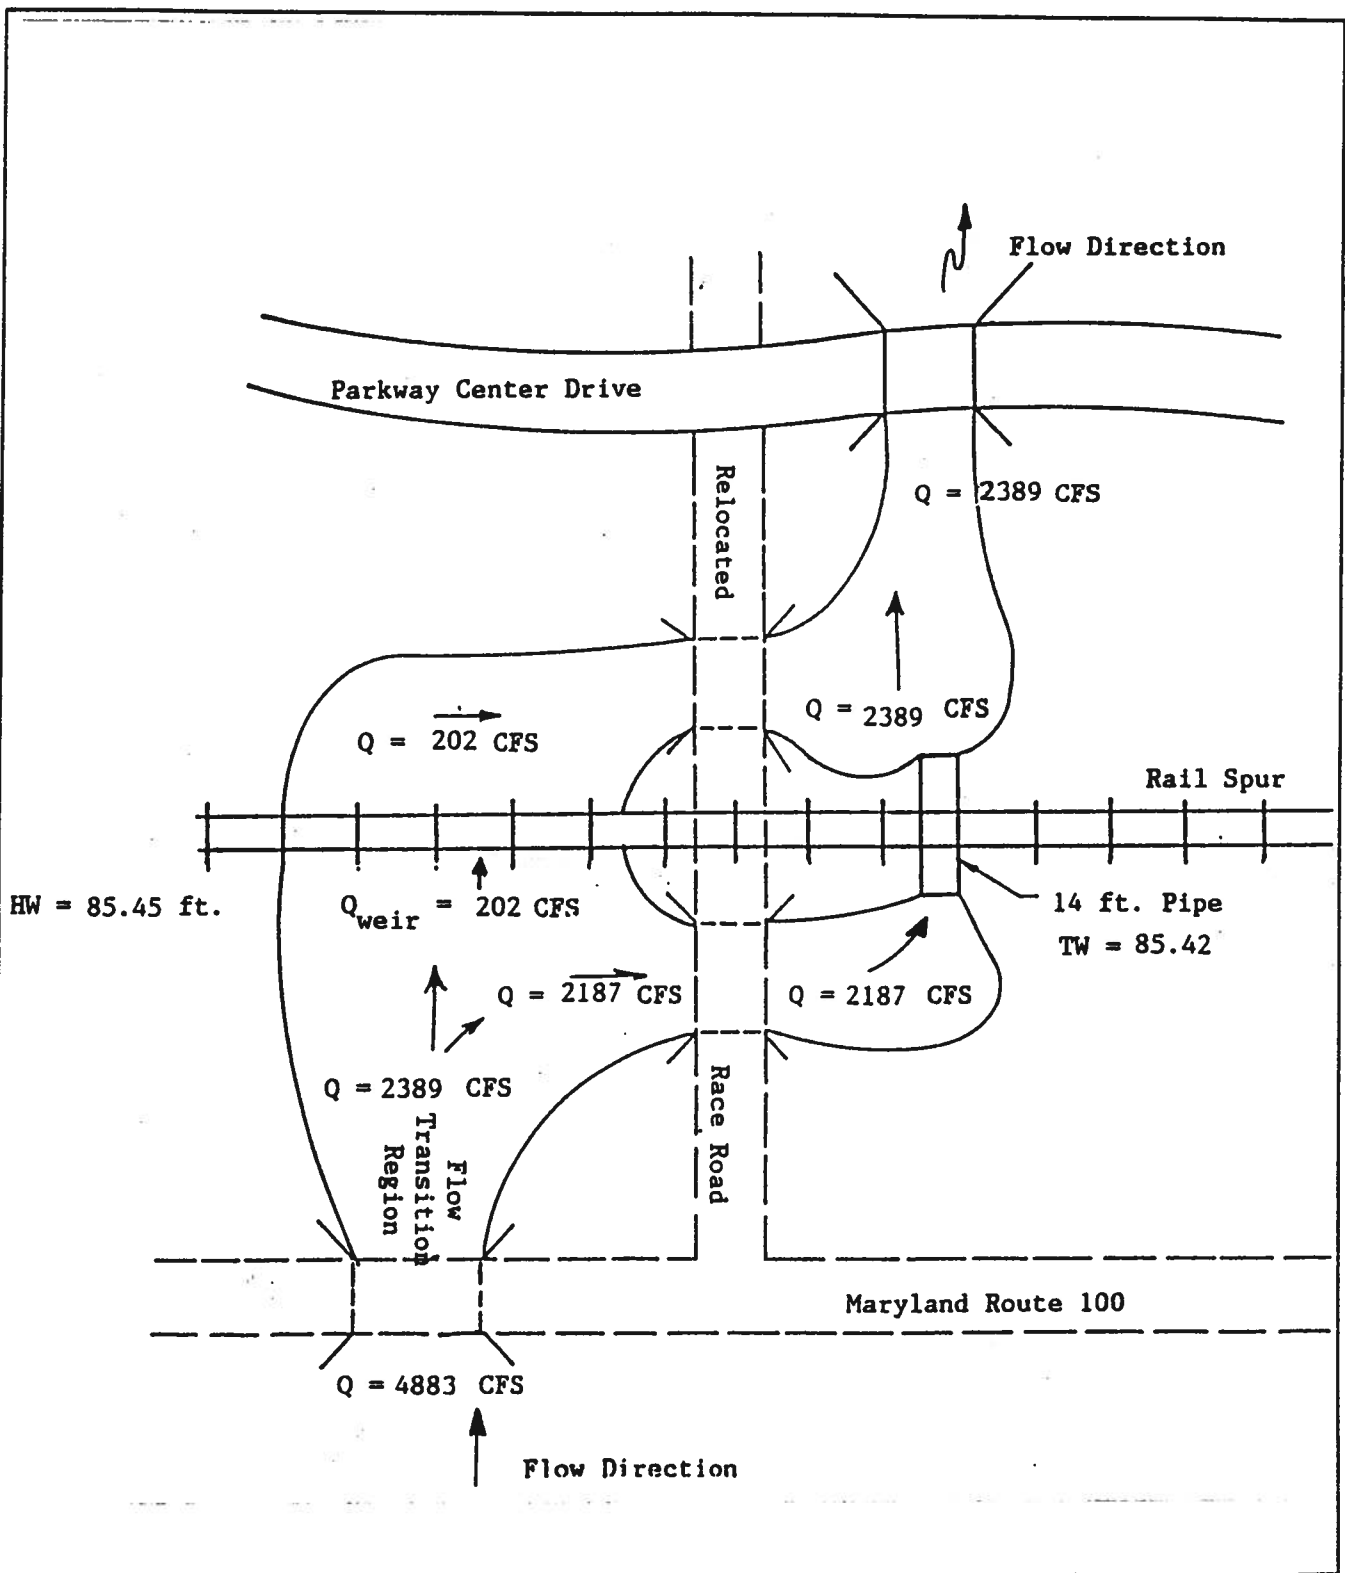 Flow Direction
Parkway Center Drive
Relocated
Q = 2389 CFS
Q = 2389 CFS
Q = 202 CFS
Rail Spur
HW = 85.45 ft.
Qweir = 202 CFS
14 ft. Pipe
TW = 85.42
Q = 2187 CFS
Q = 2187 CFS
Q = 2389 CFS
Flow
Transition
Region
Race Road
Maryland Route 100
Q = 4883 CFS
Flow Direction